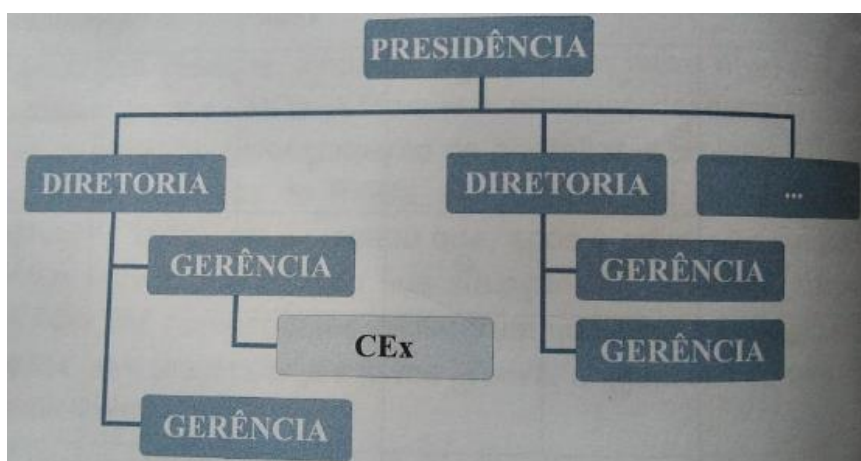 PRESIDÊNCIA
DIRETORIA
DIRETORIA
...
GERÊNCIA
GERÊNCIA
CEx
GERÊNCIA
GERÊNCIA